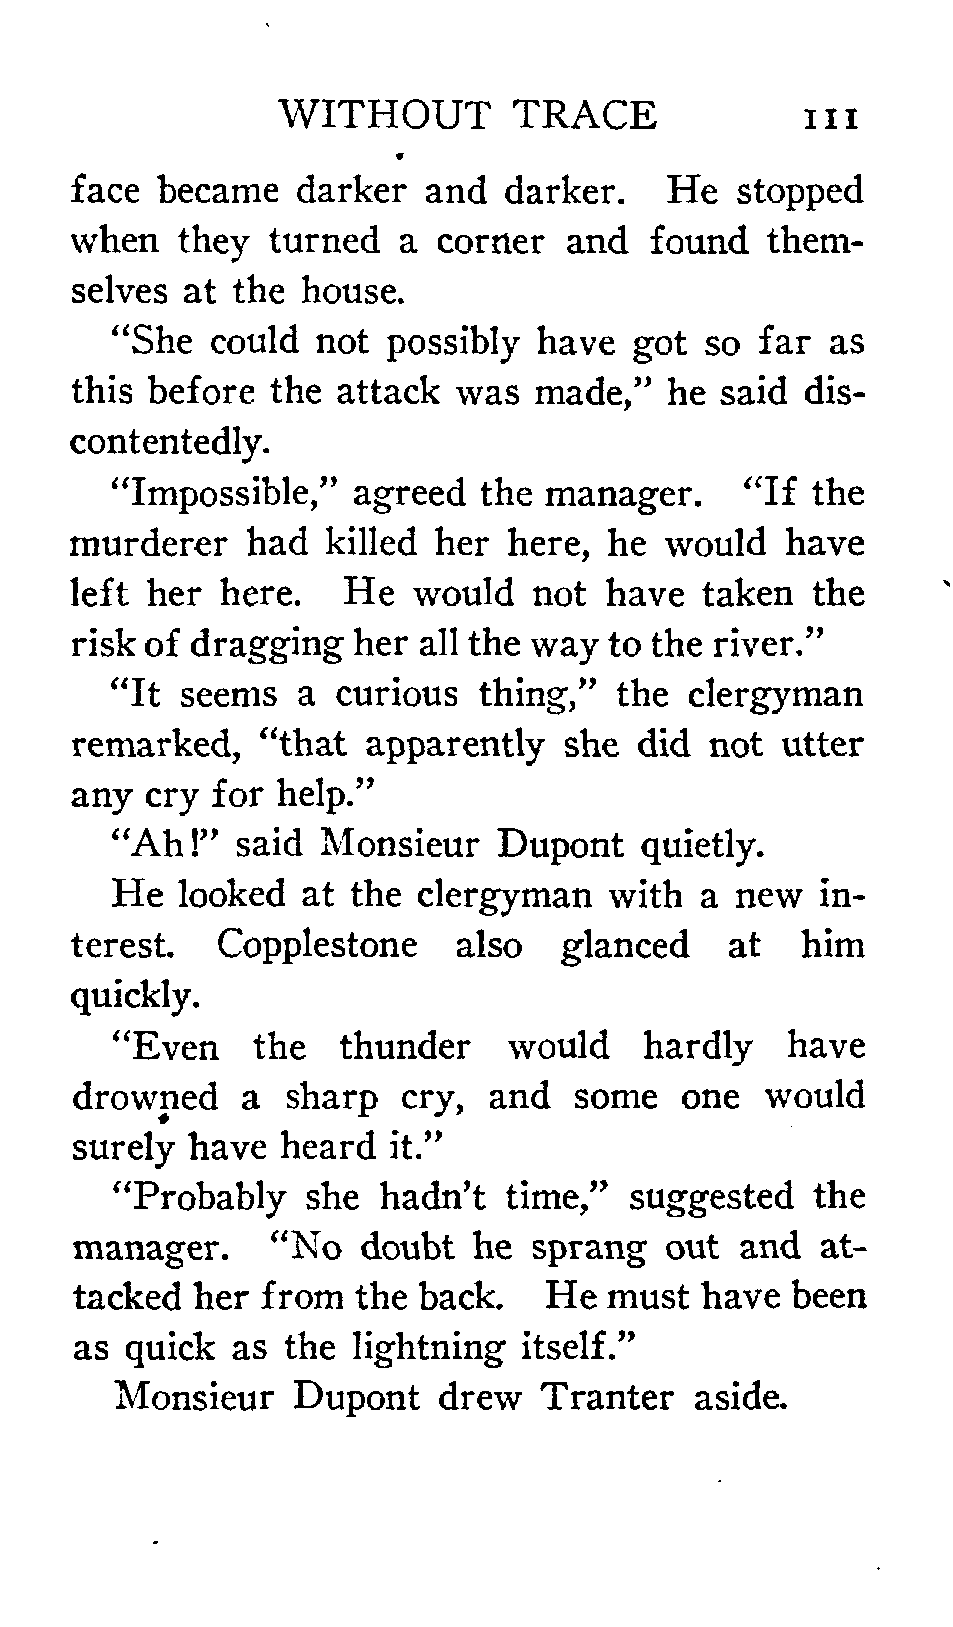 WITHOUT TRACE 111
face became darker and darker. He stopped
when they turned a corner and found them-
selves at the house.
"She could not possibly have got so far as
this before the attack was made," he said dis-
contentedly.
"Impossible," agreed the manager. "If the
murderer had killed her here, he would have
left her here. He would not have taken the
risk of dragging her all the way to the river."
"It seems a curious thing," the clergyman
remarked, "that apparently she did not utter
any cry for help."
"Ah!" said Monsieur Dupont quietly.
He looked at the clergyman with a new in-
terest. Copplestone also glanced at him
quickly.
"Even the thunder would hardly have
drowned a sharp cry, and some one would
surely have heard it."
"Probably she hadn't time," suggested the
manager. "No doubt he sprang out and at-
tacked her from the back. He must have been
as quick as the lightning itself."
Monsieur Dupont drew Tranter aside.